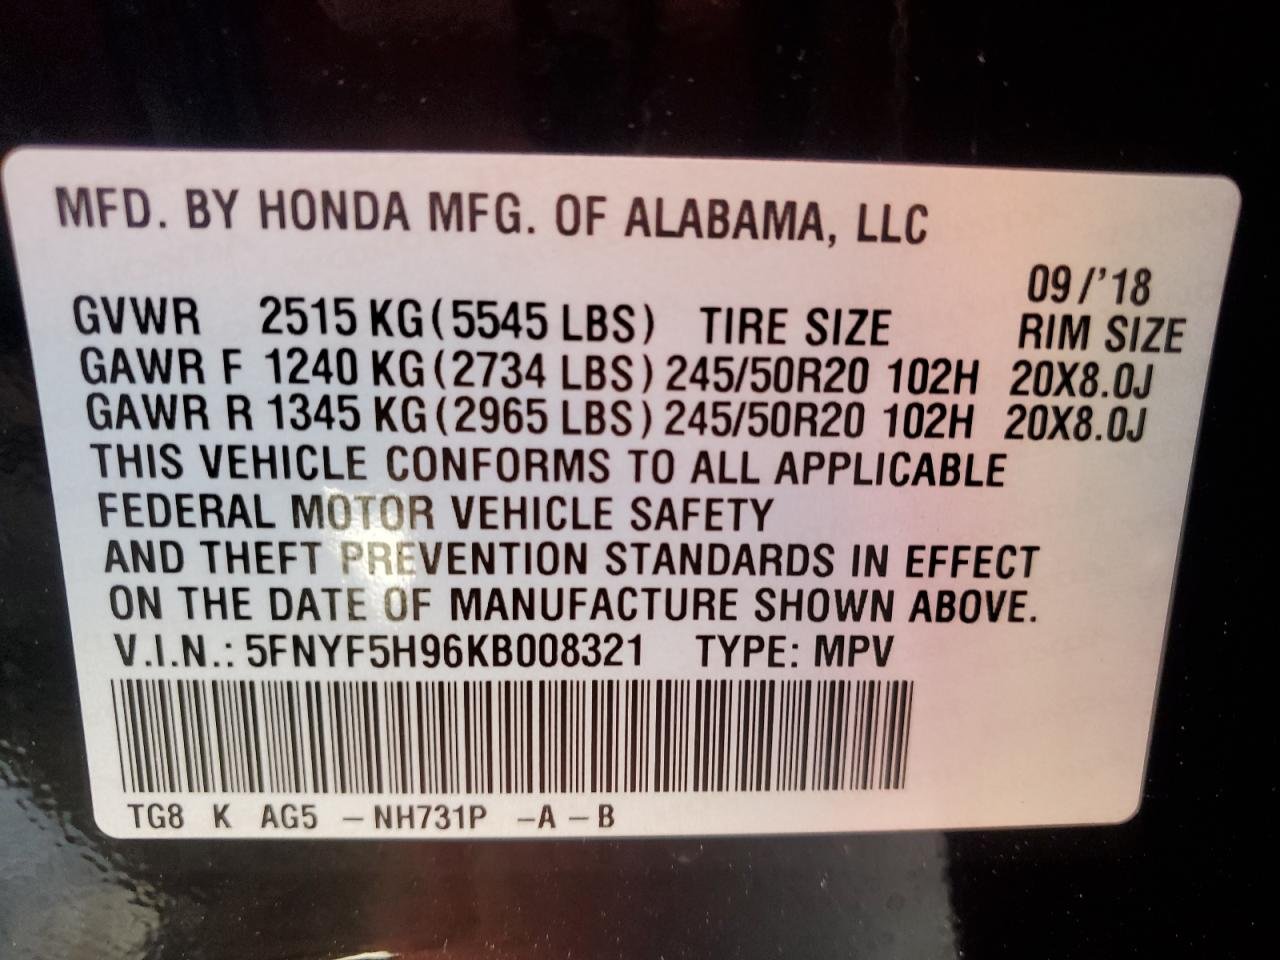 MFD. BY HONDA MFG. OF ALABAMA, LLC
09/'18
GVWR 2515 KG (5545 LBS) TIRE SIZE RIM SIZE
GAWR F 1240 KG (2734 LBS) 245/50R20 102H 20X8.0J
GAWR R 1345 KG (2965 LBS) 245/50R20 102H 20X8.0J
THIS VEHICLE CONFORMS TO ALL APPLICABLE
FEDERAL MOTOR VEHICLE SAFETY
AND THEFT PREVENTION STANDARDS IN EFFECT
ON THE DATE OF MANUFACTURE SHOWN ABOVE.
V.I.N.: 5FNYF5H96KB008321 TYPE: MPV
TG8 K AG5 – NH731P –A – B